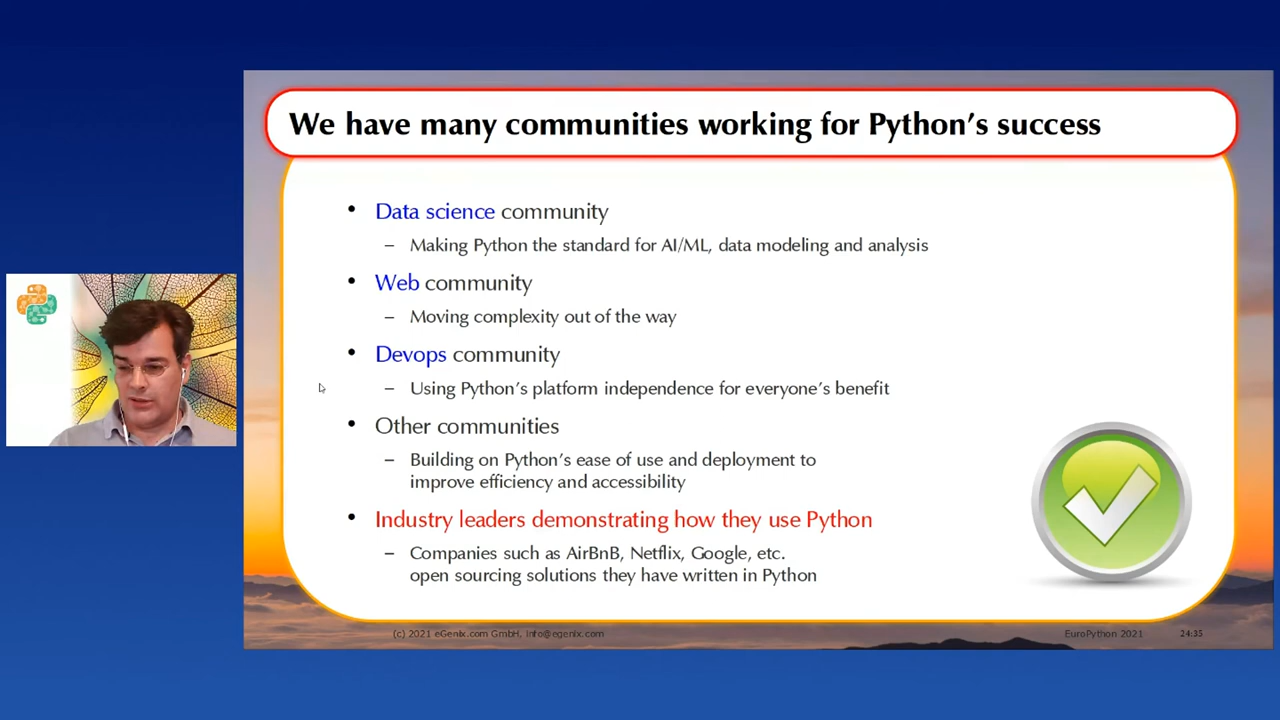 We have many communities working for Python's success
• Data science community
– Making Python the standard for AI/ML, data modeling and analysis
• Web community
– Moving complexity out of the way
• Devops community
– Using Python's platform independence for everyone's benefit
• Other communities
– Building on Python's ease of use and deployment to
improve efficiency and accessibility
• Industry leaders demonstrating how they use Python
– Companies such as AirBnB, Netflix, Google, etc.
open sourcing solutions they have written in Python
(c) 2021 eGenix.com GmbH, info@egenix.com
EuroPython 2021
24:35